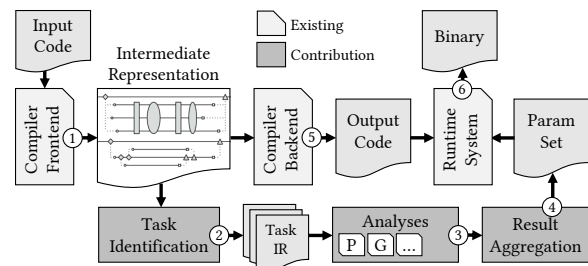 Input
Code
Intermediate
Representation
Existing
Contribution
Binary
Compiler
Frontend
1
Compiler
Backend
5
Output
Code
Runtime
System
6
Param
Set
Task
Identification
2
Task
IR
Analyses
P G ...
3
Result
Aggregation
4